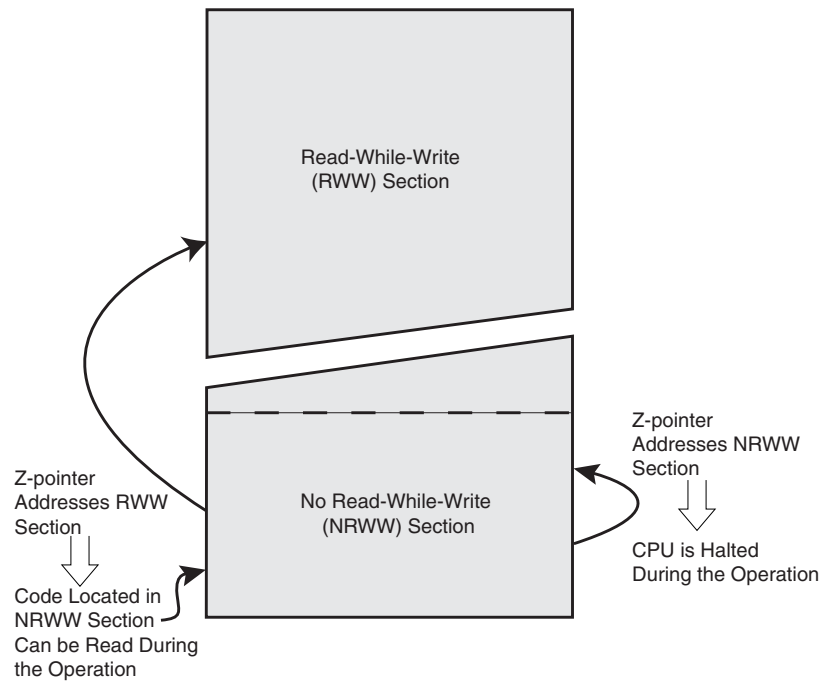 Read-While-Write
(RWW) Section
Z-pointer
Addresses NRWW
Section
Z-pointer
Addresses RWW
Section
No Read-While-Write
(NRWW) Section
CPU is Halted
During the Operation
Code Located in
NRWW Section
Can be Read During
the Operation